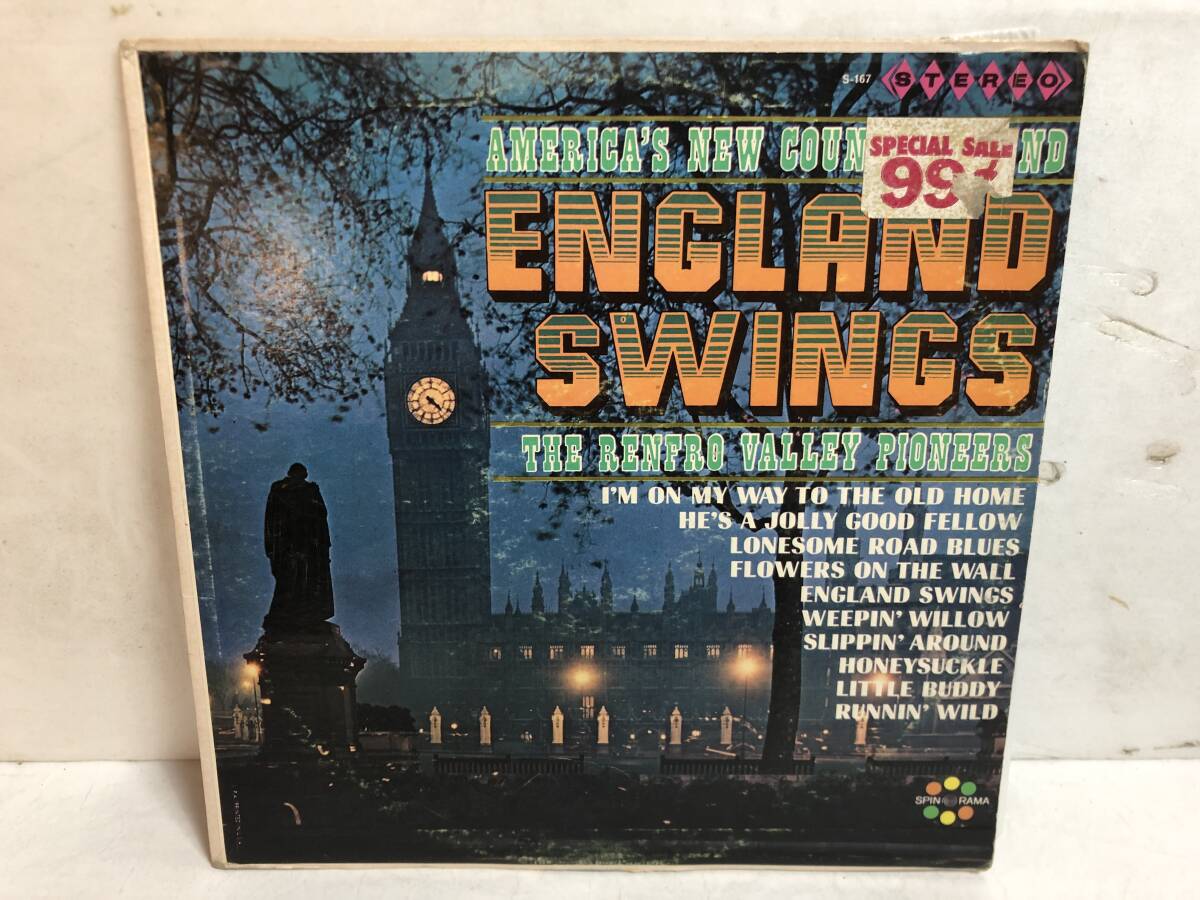 S-167 STEREO
AMERICA'S NEW COUN ND
SPECIAL SALE
99¢
ENGLAND
SWINGS
THE RENFRO VALLEY PIONEERS
I'M ON MY WAY TO THE OLD HOME
HE'S A JOLLY GOOD FELLOW
LONESOME ROAD BLUES
FLOWERS ON THE WALL
ENGLAND SWINGS
WEEPIN' WILLOW
SLIPPIN' AROUND
HONEYSUCKLE
LITTLE BUDDY
RUNNIN' WILD
SPIN O RAMA